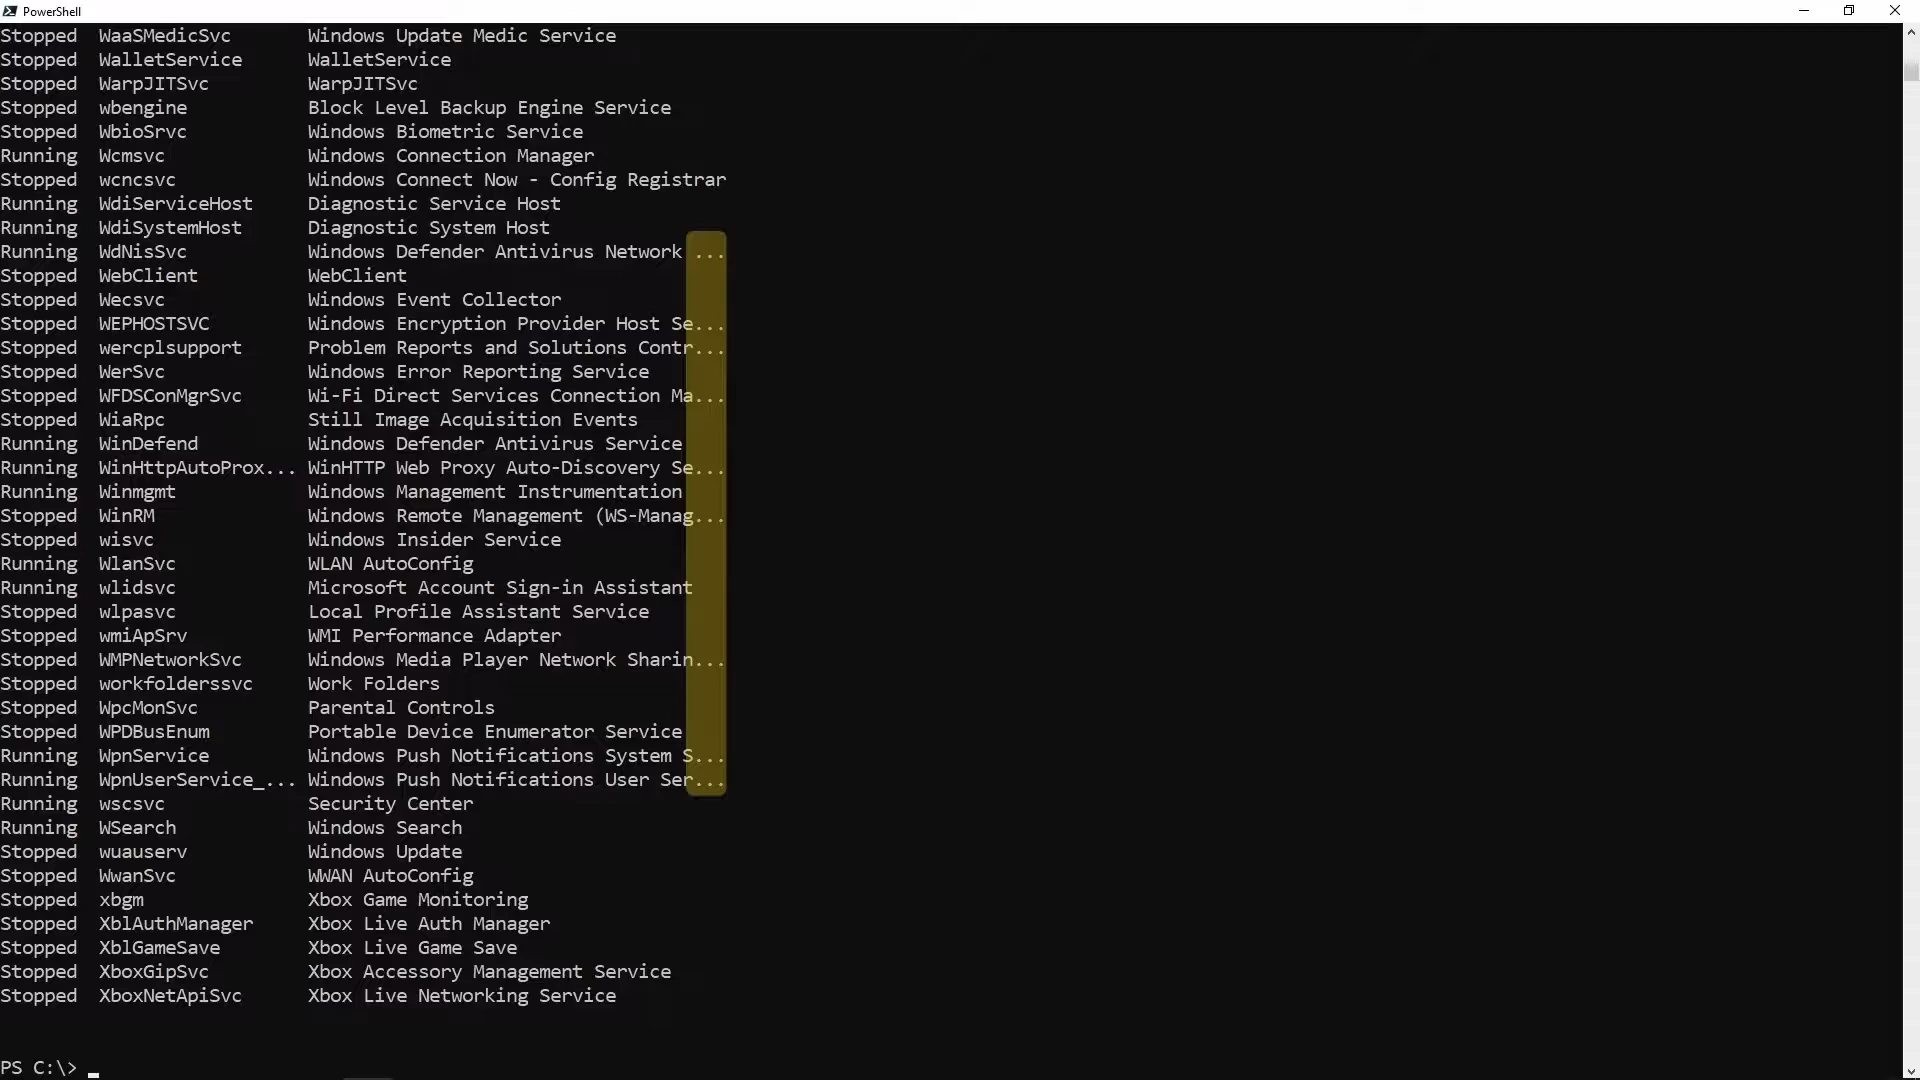 PowerShell
Stopped  WaaSMedicSvc       Windows Update Medic Service
Stopped  WalletService      WalletService
Stopped  WarpJITSvc         WarpJITSvc
Stopped  wbengine           Block Level Backup Engine Service
Stopped  WbioSrvc           Windows Biometric Service
Running  Wcmsvc             Windows Connection Manager
Stopped  wcncsvc            Windows Connect Now - Config Registrar
Running  WdiServiceHost     Diagnostic Service Host
Running  WdiSystemHost      Diagnostic System Host
Running  WdNisSvc           Windows Defender Antivirus Network ...
Stopped  WebClient          WebClient
Stopped  Wecsvc             Windows Event Collector
Stopped  WEPHOSTSVC         Windows Encryption Provider Host Se...
Stopped  wercplsupport      Problem Reports and Solutions Contr...
Stopped  WerSvc             Windows Error Reporting Service
Stopped  WFDSConMgrSvc      Wi-Fi Direct Services Connection Ma...
Stopped  WiaRpc             Still Image Acquisition Events
Running  WinDefend          Windows Defender Antivirus Service
Running  WinHttpAutoProx... WinHTTP Web Proxy Auto-Discovery Se...
Running  Winmgmt            Windows Management Instrumentation
Stopped  WinRM              Windows Remote Management (WS-Manag...
Stopped  wisvc              Windows Insider Service
Running  WlanSvc            WLAN AutoConfig
Running  wlidsvc            Microsoft Account Sign-in Assistant
Stopped  wlpasvc            Local Profile Assistant Service
Stopped  wmiApSrv           WMI Performance Adapter
Stopped  WMPNetworkSvc      Windows Media Player Network Sharin...
Stopped  workfolderssvc     Work Folders
Stopped  WpcMonSvc          Parental Controls
Stopped  WPDBusEnum         Portable Device Enumerator Service
Running  WpnService         Windows Push Notifications System S...
Running  WpnUserService_... Windows Push Notifications User Ser...
Running  wscsvc             Security Center
Running  WSearch            Windows Search
Stopped  wuauserv           Windows Update
Stopped  WwanSvc            WWAN AutoConfig
Stopped  xbgm               Xbox Game Monitoring
Stopped  XblAuthManager     Xbox Live Auth Manager
Stopped  XblGameSave        Xbox Live Game Save
Stopped  XboxGipSvc         Xbox Accessory Management Service
Stopped  XboxNetApiSvc      Xbox Live Networking Service
PS C:\> _